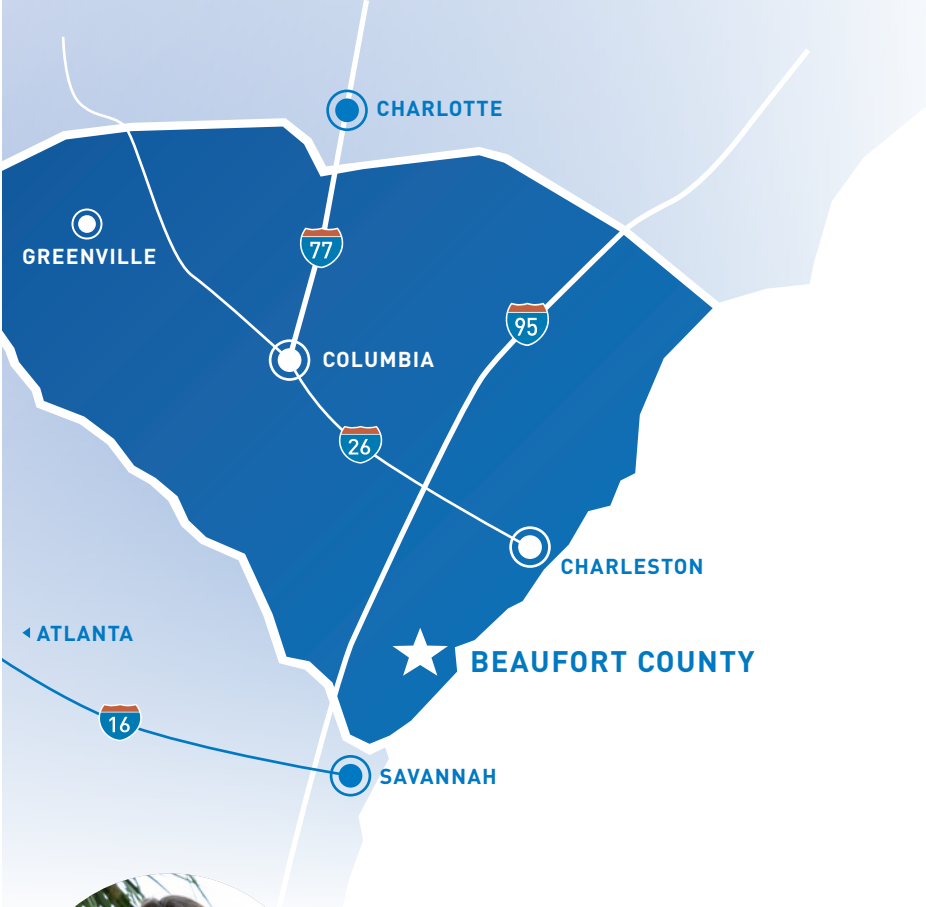 CHARLOTTE
GREENVILLE
77
95
COLUMBIA
26
CHARLESTON
ATLANTA
BEAUFORT COUNTY
16
SAVANNAH